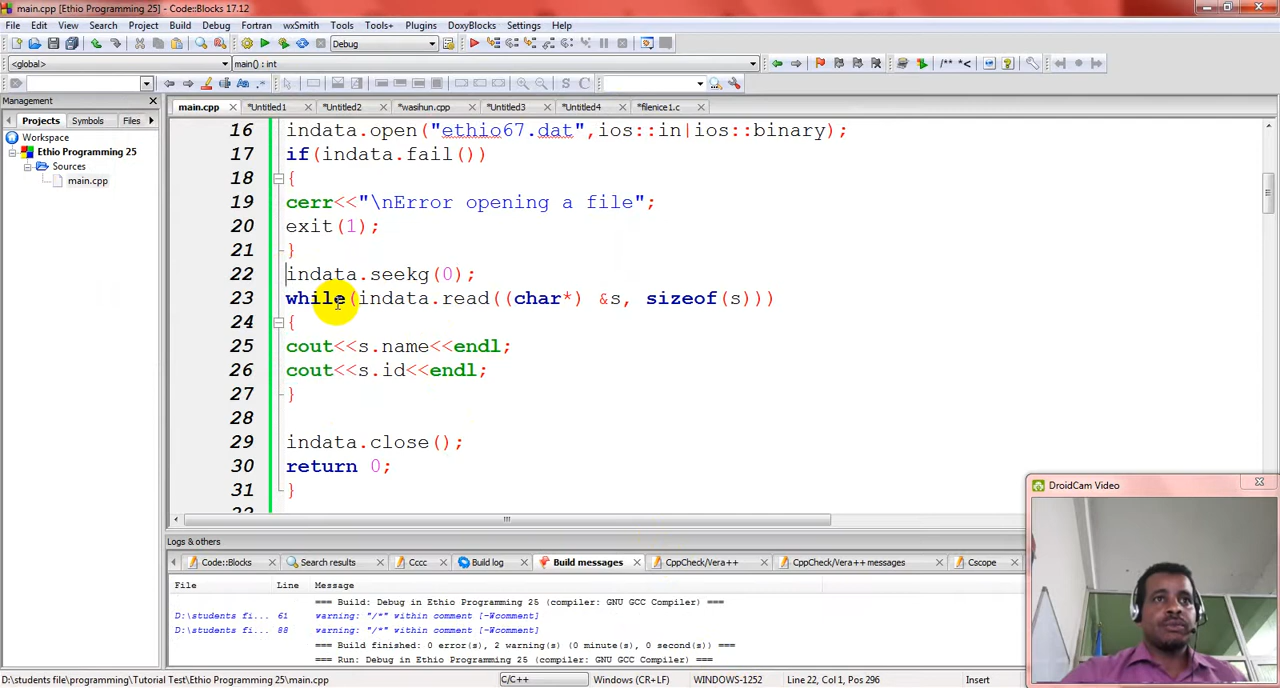 main.cpp [Ethio Programming 25] - Code::Blocks 17.12
File Edit View Search Project Build Debug Fortran wxSmith Tools Tools+ Plugins DoxyBlocks Settings Help
Debug
<global> main() : int
/** *<
Aa S C
Management
main.cpp *Untitled1 *Untitled2 *washun.cpp *Untitled3 *Untitled4 *filenice1.c
Projects Symbols Files
Workspace
Ethio Programming 25
Sources
main.cpp
16 indata.open("ethio67.dat",ios::in|ios::binary);
17 if(indata.fail())
18 {
19 cerr<<"\nError opening a file";
20 exit(1);
21 }
22 indata.seekg(0);
23 while(indata.read((char*) &s, sizeof(s)))
24 {
25 cout<<s.name<<endl;
26 cout<<s.id<<endl;
27 }
28
29 indata.close();
30 return 0;
31 }
DroidCam Video
Logs & others
Code::Blocks Search results Cccc Build log Build messages CppCheck/Vera++ CppCheck/Vera++ messages Cscope
File Line Message
=== Build: Debug in Ethio Programming 25 (compiler: GNU GCC Compiler) ===
D:\students fi... 61 warning: "/*" within comment [-Wcomment]
D:\students fi... 88 warning: "/*" within comment [-Wcomment]
=== Build finished: 0 error(s), 2 warning(s) (0 minute(s), 0 second(s)) ===
=== Run: Debug in Ethio Programming 25 (compiler: GNU GCC Compiler) ===
D:\students file\programming\Tutorial Test\Ethio Programming 25\main.cpp C/C++ Windows (CR+LF) WINDOWS-1252 Line 22, Col 1, Pos 296 Insert